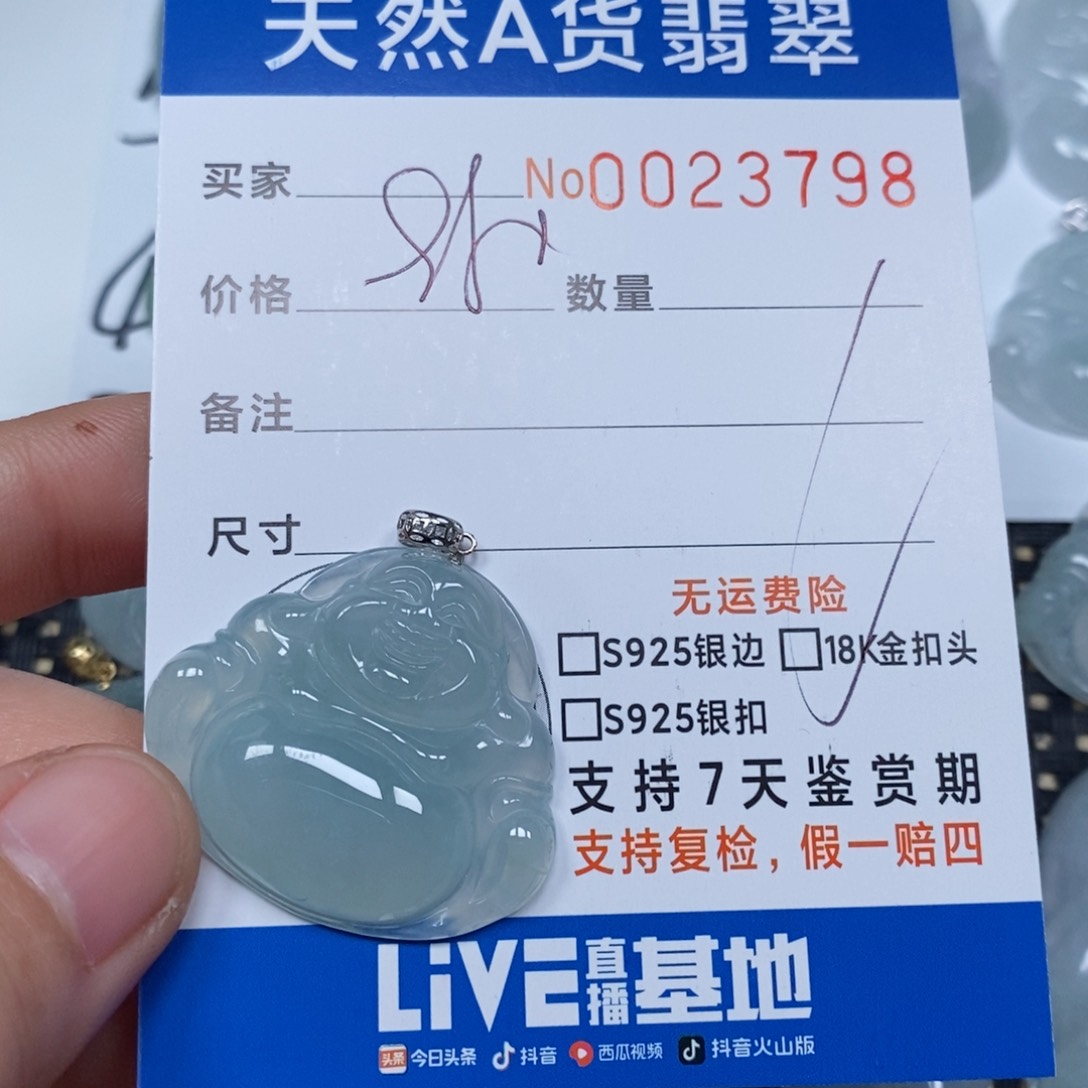 天然A货翡翠
买家 No0023798
价格 数量
备注
尺寸
无运费险
□S925银边 □18K金扣头
□S925银扣
支持7天鉴赏期
支持复检，假一赔四
LiVE直播基地
头条 今日头条 抖音 西瓜视频 抖音火山版